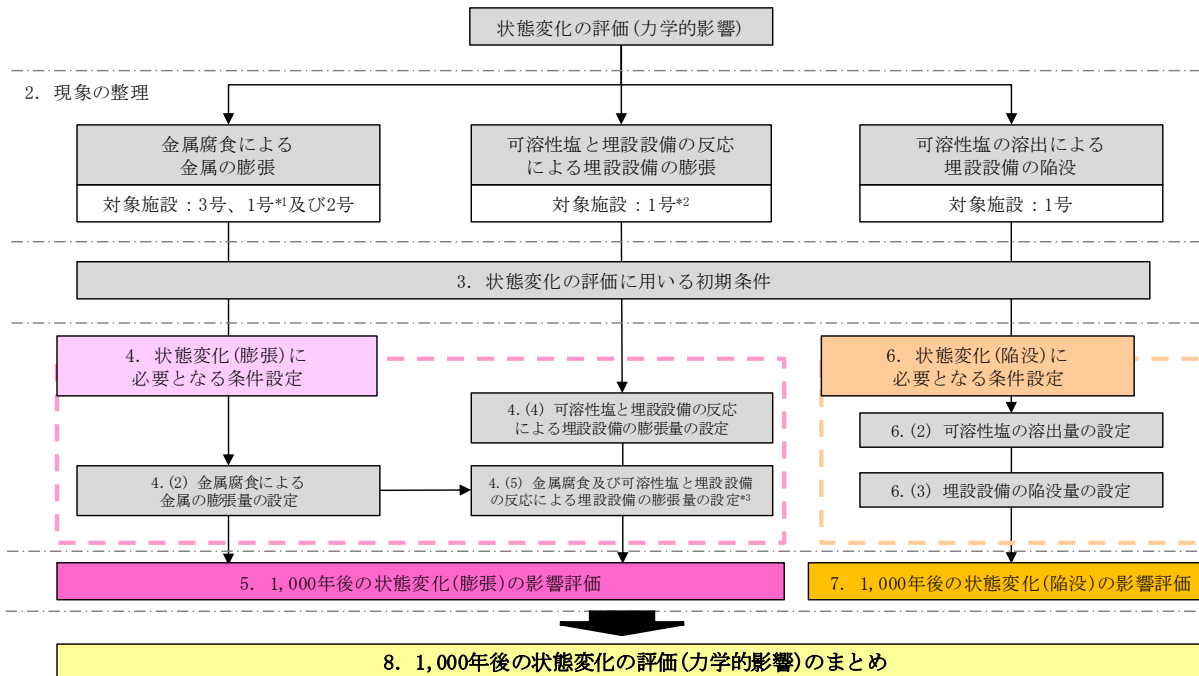 状態変化の評価(力学的影響)
2. 現象の整理
金属腐食による
金属の膨張
対象施設：3号、1号*1及び2号
可溶性塩と埋設設備の反応
による埋設設備の膨張
対象施設：1号*2
可溶性塩の溶出による
埋設設備の陥没
対象施設：1号
3. 状態変化の評価に用いる初期条件
4. 状態変化(膨張)に
必要となる条件設定
4.(4) 可溶性塩と埋設設備の反応
による埋設設備の膨張量の設定
4.(2) 金属腐食による
金属の膨張量の設定
4.(5) 金属腐食及び可溶性塩と埋設設備
の反応による埋設設備の膨張量の設定*3
6. 状態変化(陥没)に
必要となる条件設定
6.(2) 可溶性塩の溶出量の設定
6.(3) 埋設設備の陥没量の設定
5. 1,000年後の状態変化(膨張)の影響評価
7. 1,000年後の状態変化(陥没)の影響評価
8. 1,000年後の状態変化の評価(力学的影響)のまとめ